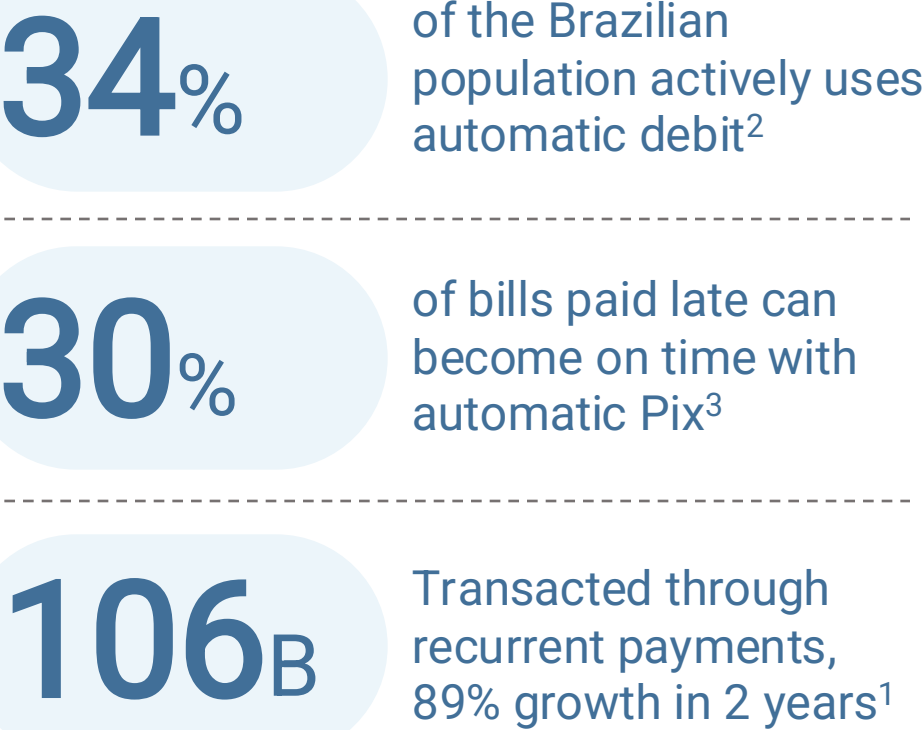 34%
of the Brazilian
population actively uses
automatic debit²
30%
of bills paid late can
become on time with
automatic Pix³
106B
Transacted through
recurrent payments,
89% growth in 2 years¹